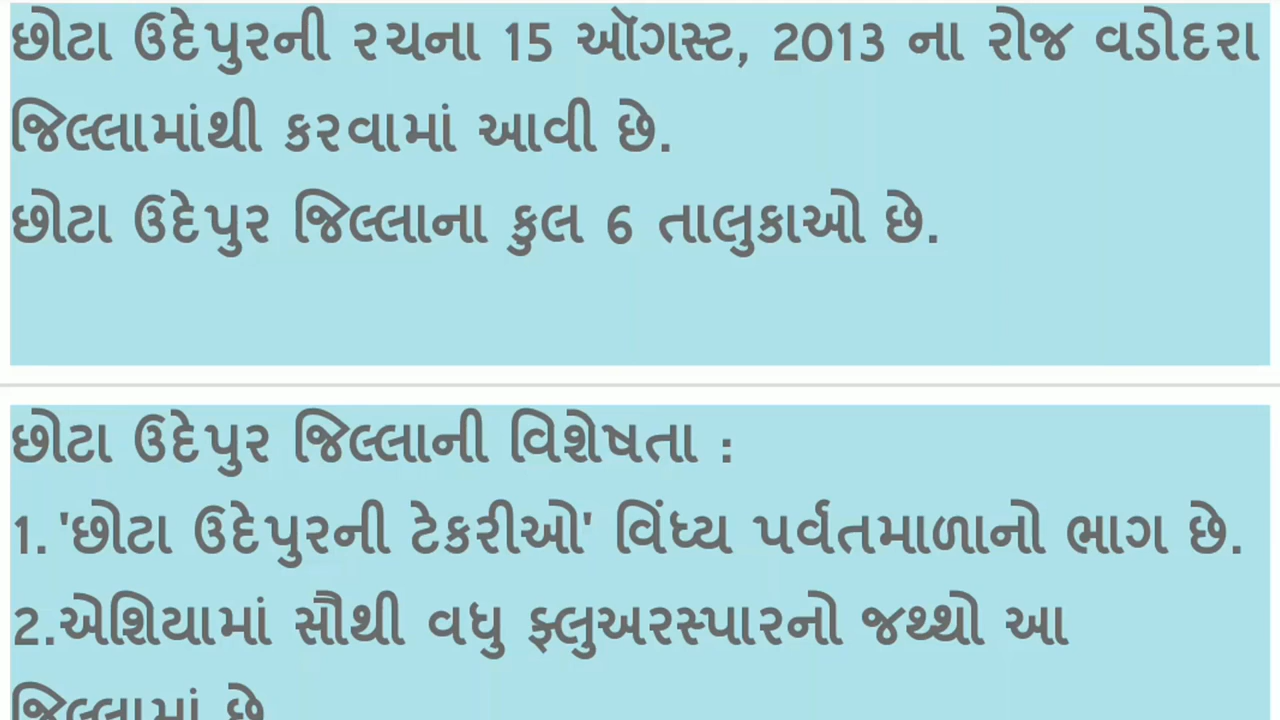 છોટા ઉદેપુરની રચના 15 ઑગસ્ટ, 2013 ના રોજ વડોદરા
જિલ્લામાંથી કરવામાં આવી છે.
છોટા ઉદેપુર જિલ્લાના કુલ 6 તાલુકાઓ છે.
છોટા ઉદેપુર જિલ્લાની વિશેષતા :
1. 'છોટા ઉદેપુરની ટેકરીઓ' વિંધ્ય પર્વતમાળાનો ભાગ છે.
2.એશિયામાં સૌથી વધુ ફ્લુઅરસ્પારનો જથ્થો આ
જિલ્લામાં છે